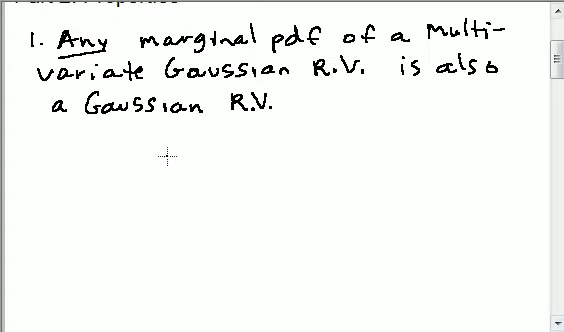 1. Any marginal pdf of a Multi-
variate Gaussian R.V. is also
a Gaussian R.V.